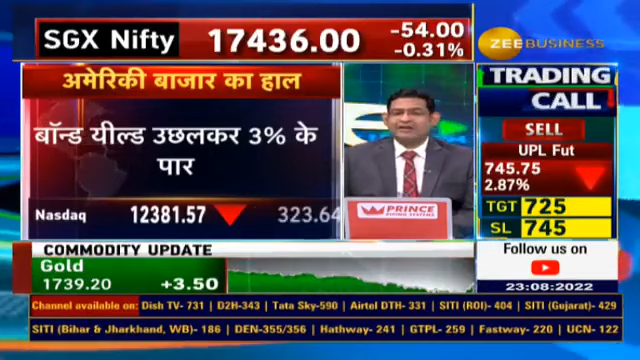 SGX Nifty 17436.00 -54.00
-0.31%
ZEE BUSINESS
अमेरिकी बाजार का हाल
बॉन्ड यील्ड उछलकर 3% के
पार
Nasdaq 12381.57 323.64
PRINCE
PIPING SYSTEMS
TRADING
CALL
SELL
UPL Fut
745.75
2.87%
TGT 725
SL 745
COMMODITY UPDATE
Gold
1739.20 +3.50
Follow us on
23:08:2022
Channel available on: Dish TV- 731 | D2H-343 | Tata Sky-590 | Airtel DTH- 331 | SITI (ROI)- 404 | SITI (Gujarat)- 429
SITI (Bihar & Jharkhand, WB)- 186 | DEN-355/356 | Hathway- 241 | GTPL- 259 | Fastway- 220 | UCN- 122